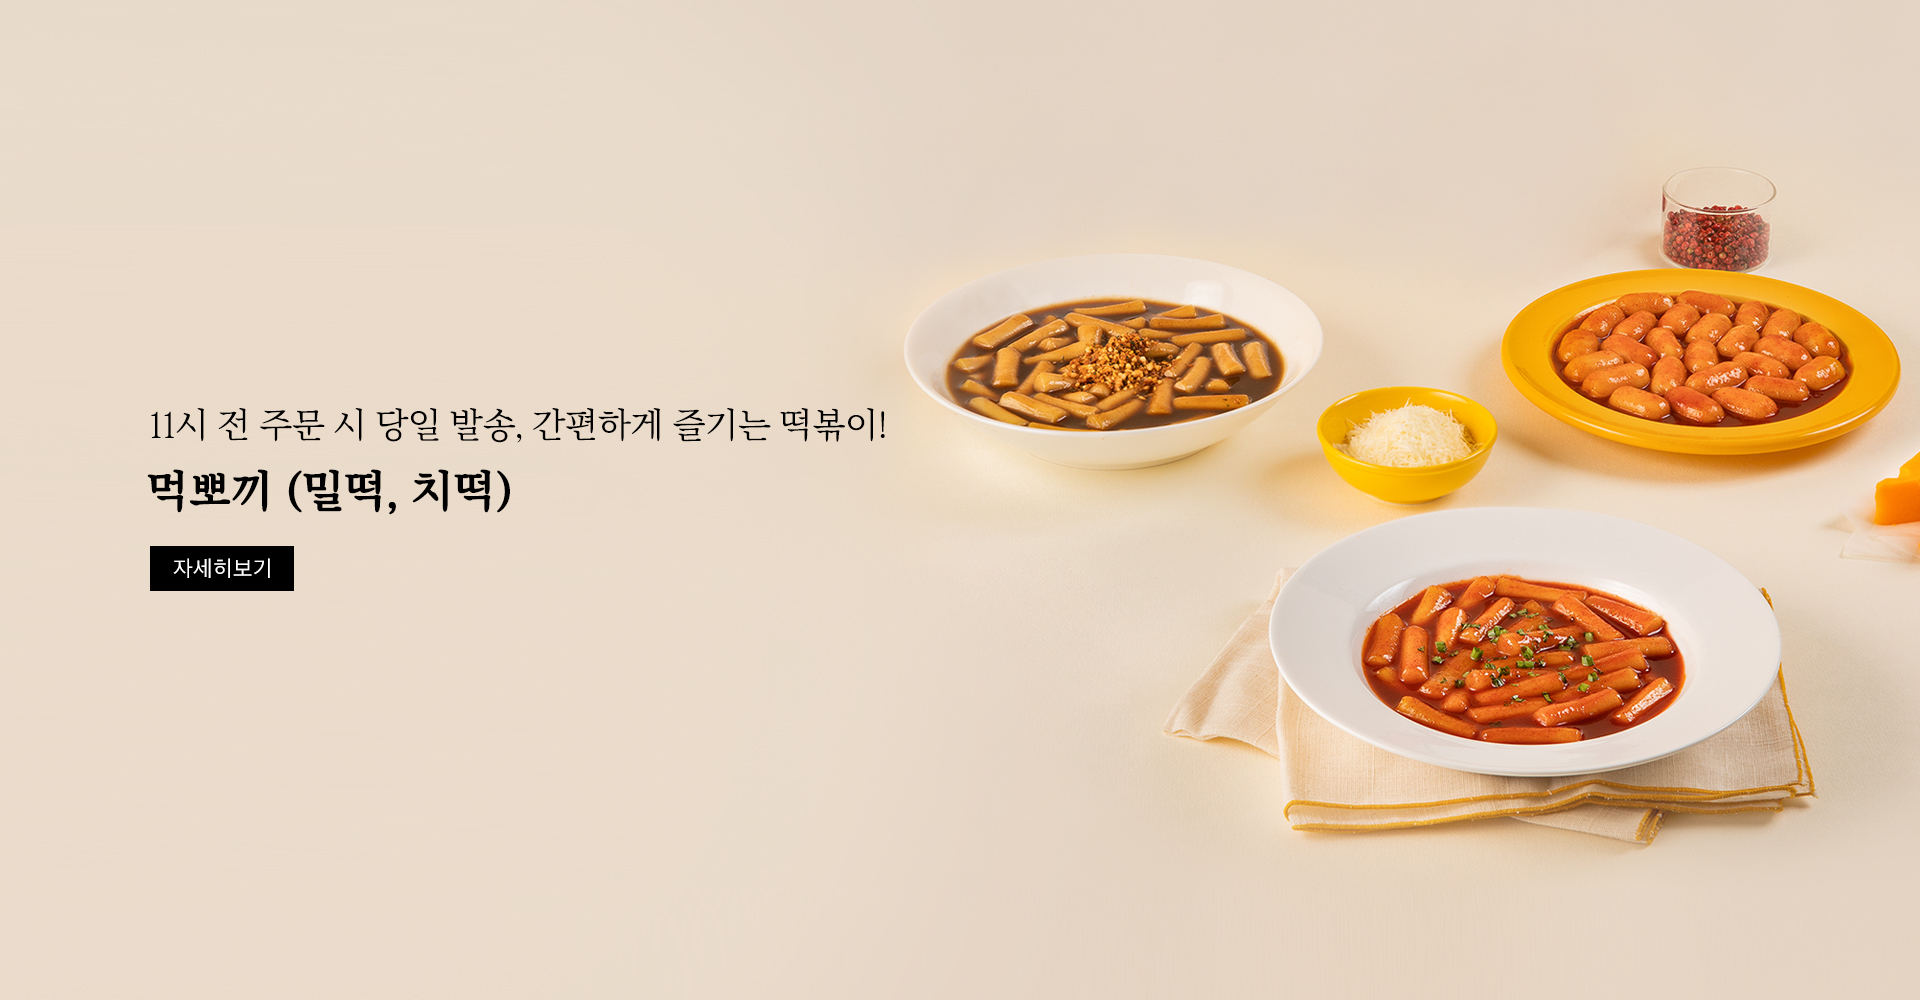 11시 전 주문 시 당일 발송, 간편하게 즐기는 떡볶이!
먹뽀끼 (밀떡, 치떡)
자세히보기